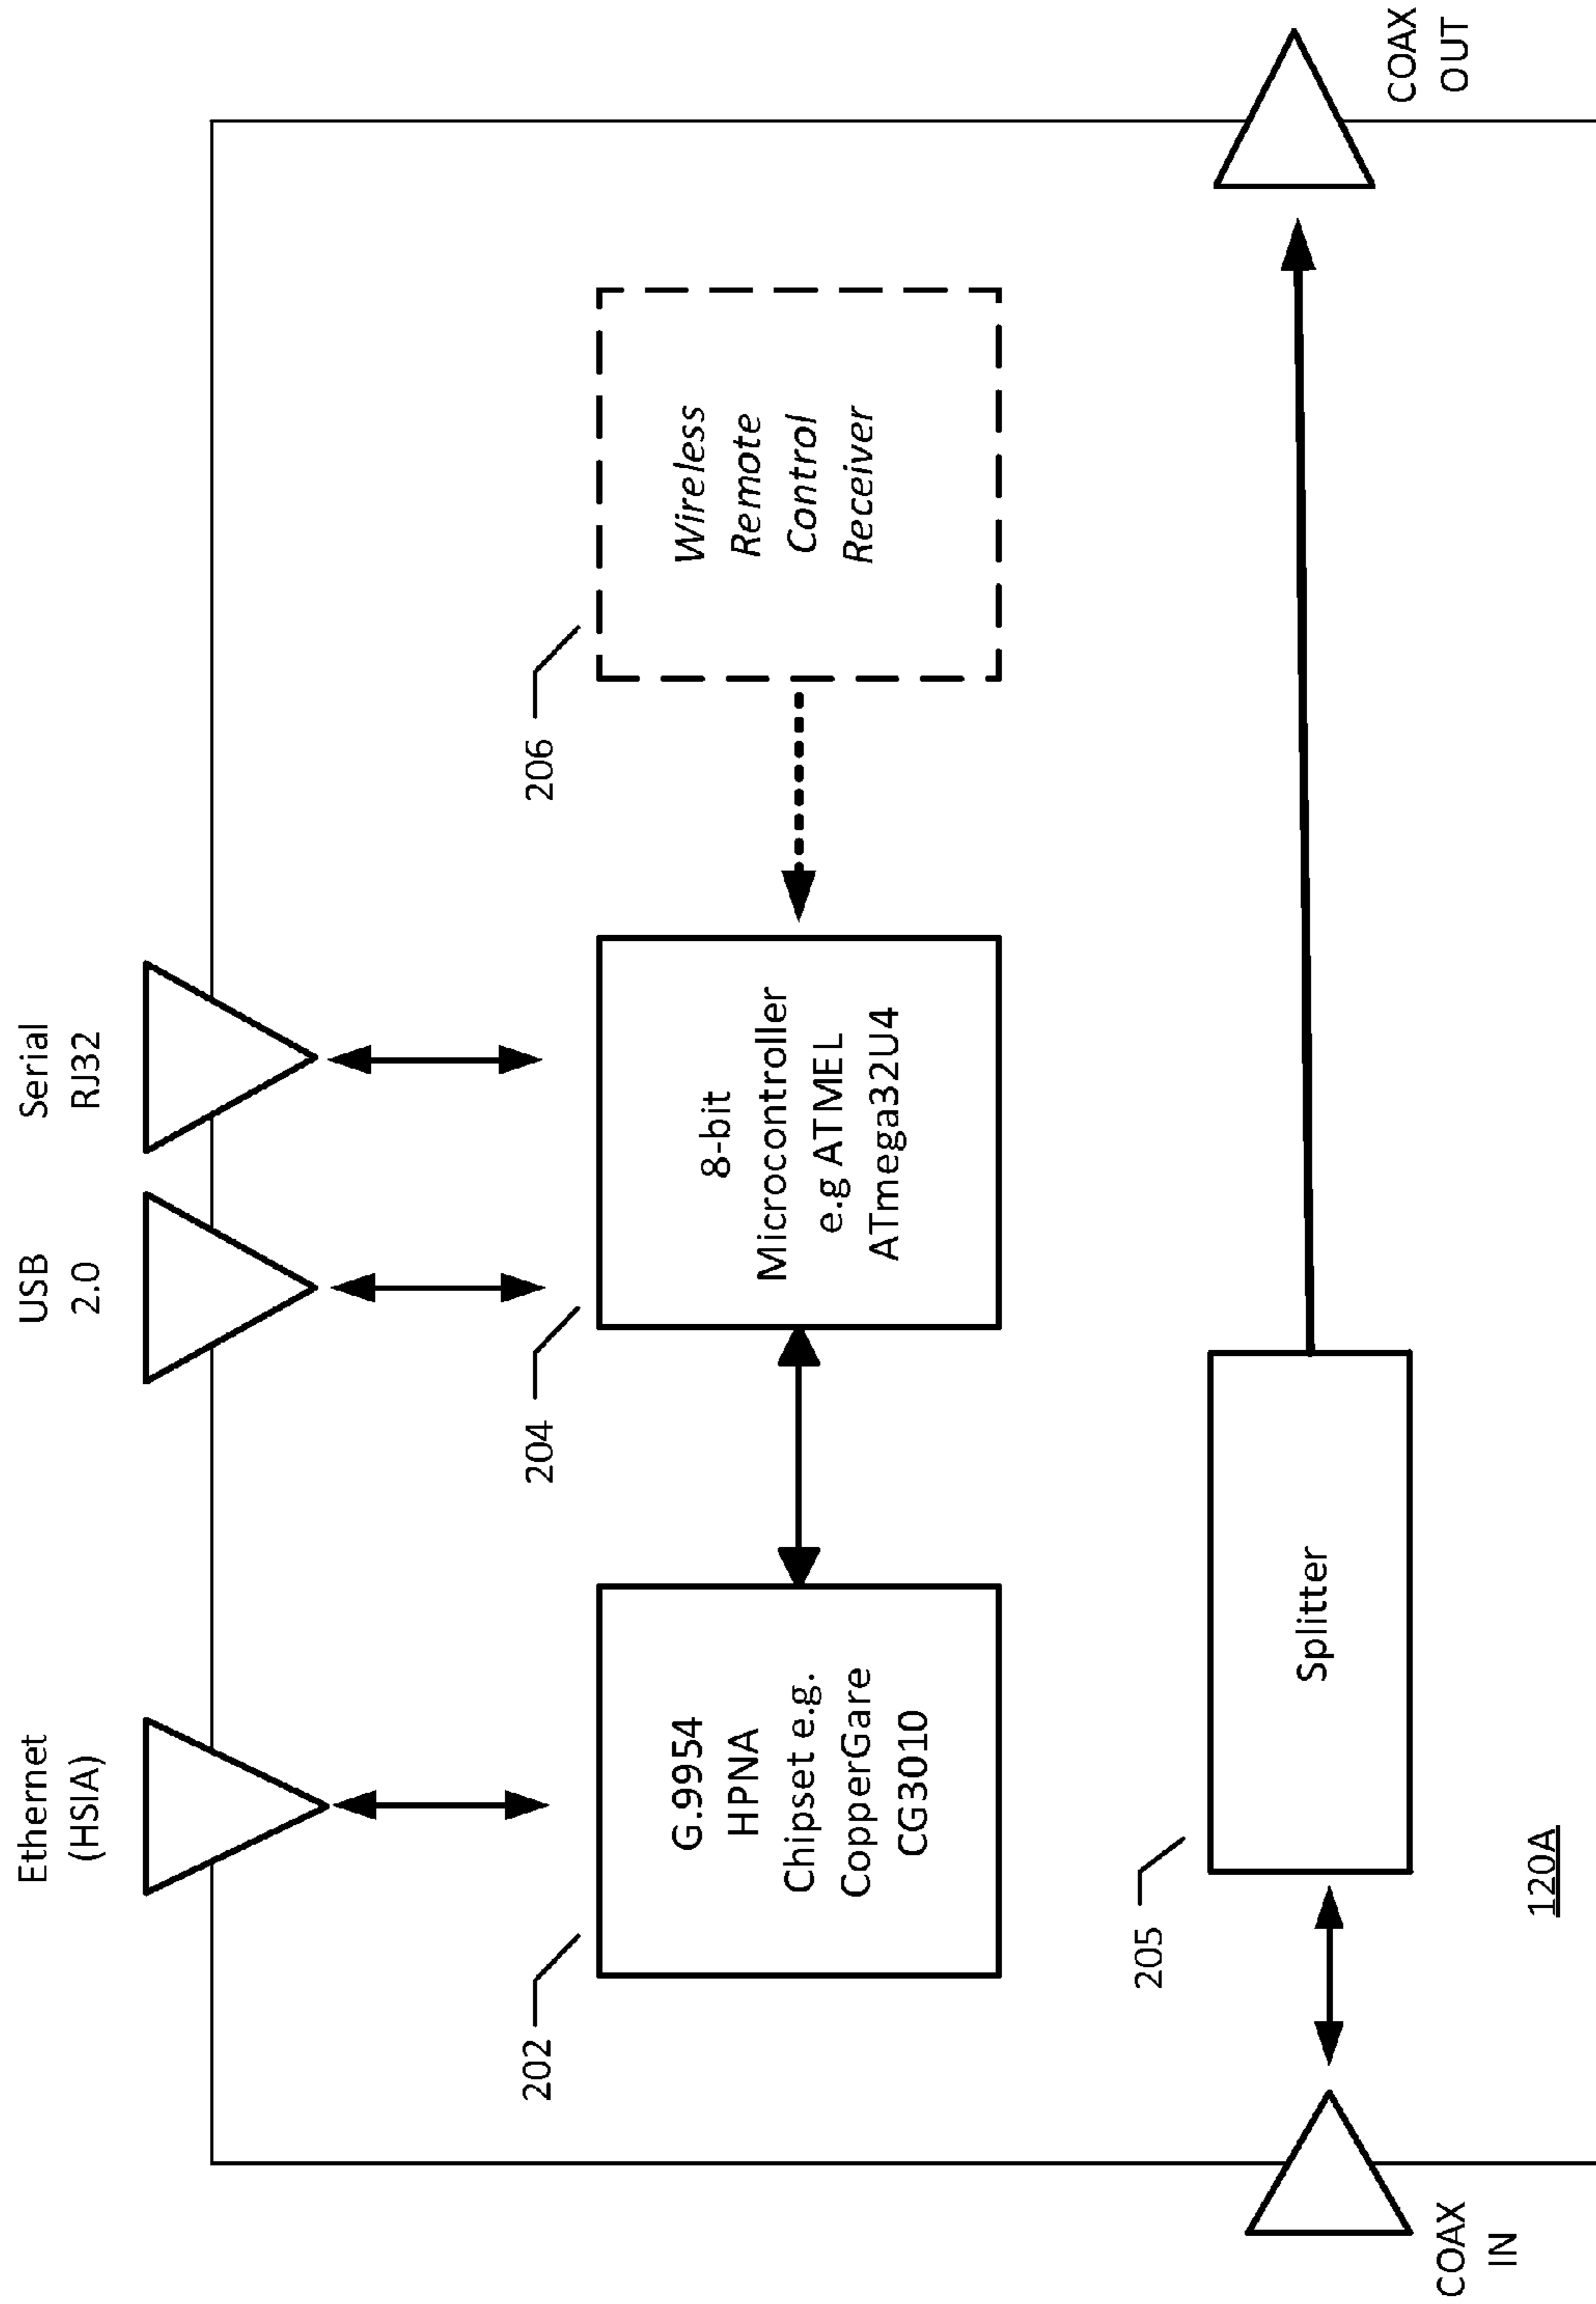 Ethernet
(HSIA)
USB
2.0
Serial
RJ32
202
204
206
G.9954
HPNA
Chipset e.g.
CopperGare
CG3010
8-bit
Microcontroller
e.g ATMEL
ATmega32U4
Wireless
Remote
Control
Receiver
205
Splitter
COAX
IN
COAX
OUT
120A